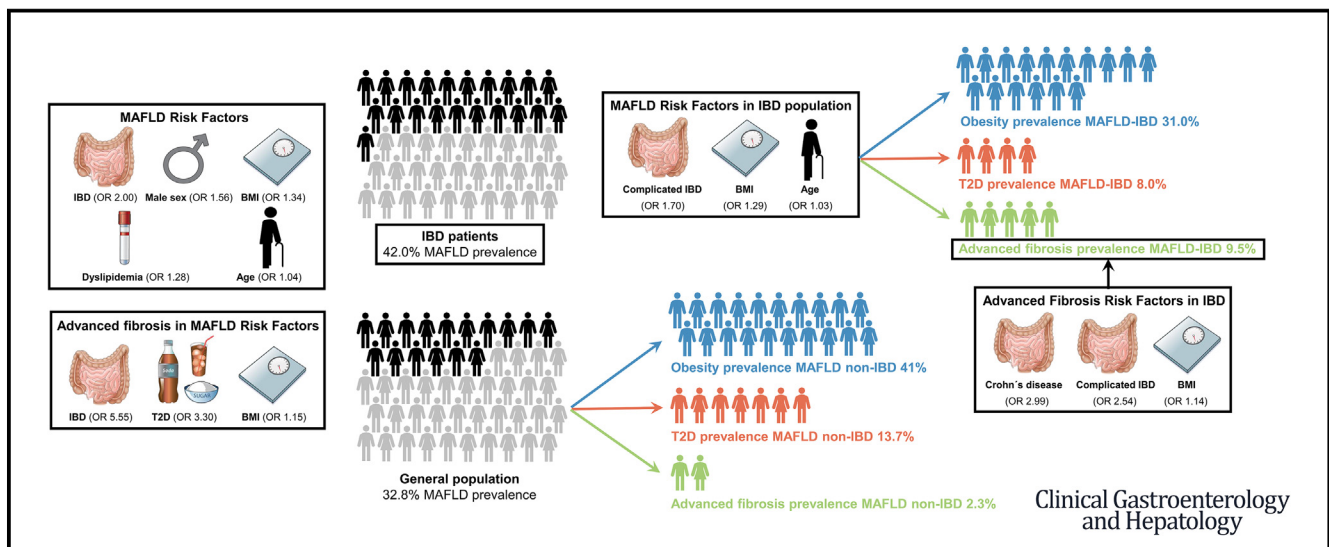 MAFLD Risk Factors
IBD (OR 2.00)
Male sex (OR 1.56)
BMI (OR 1.34)
Dyslipidemia (OR 1.28)
Age (OR 1.04)
Advanced fibrosis in MAFLD Risk Factors
SUGAR
IBD (OR 5.55)
T2D (OR 3.30)
BMI (OR 1.15)
IBD patients
42.0% MAFLD prevalence
General population
32.8% MAFLD prevalence
MAFLD Risk Factors in IBD population
Complicated IBD
(OR 1.70)
BMI
(OR 1.29)
Age
(OR 1.03)
Obesity prevalence MAFLD-IBD 31.0%
T2D prevalence MAFLD-IBD 8.0%
Advanced fibrosis prevalence MAFLD-IBD 9.5%
Advanced Fibrosis Risk Factors in IBD
Crohn´s disease
(OR 2.99)
Complicated IBD
(OR 2.54)
BMI
(OR 1.14)
Obesity prevalence MAFLD non-IBD 41%
T2D prevalence MAFLD non-IBD 13.7%
Advanced fibrosis prevalence MAFLD non-IBD 2.3%
Clinical Gastroenterology
and Hepatology